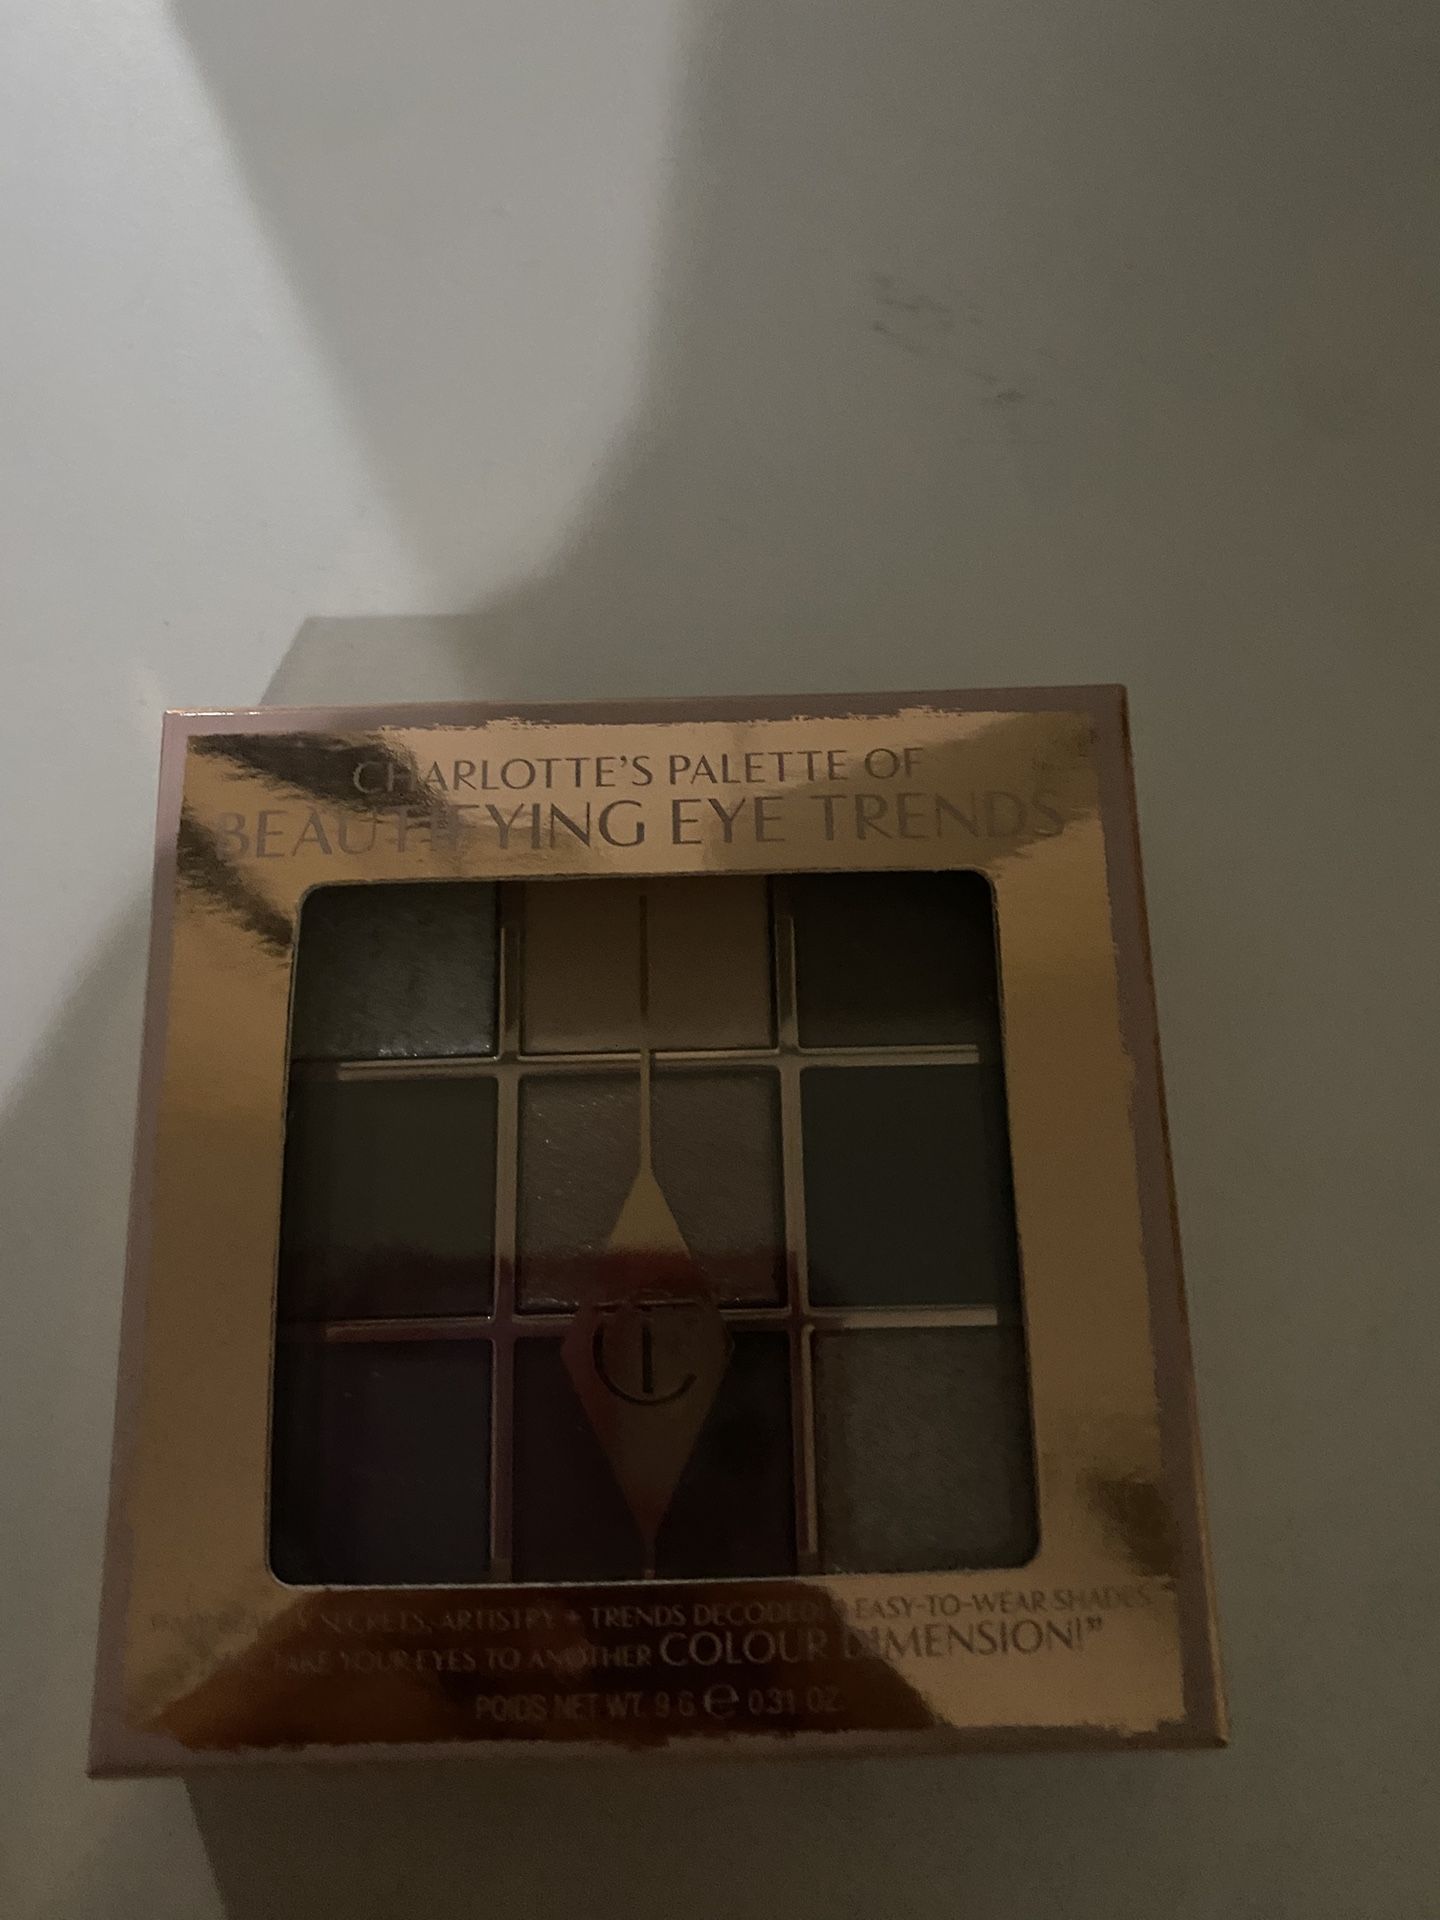 CHARLOTTE'S PALETTE OF
BEAUTIFYING EYE TRENDS
CT
SECRETS, ARTISTRY + TRENDS DECODED EASY-TO-WEAR SHADES
TAKE YOUR EYES TO ANOTHER COLOUR DIMENSION!"
POIDS NET WT. 9 G e 0.31 OZ